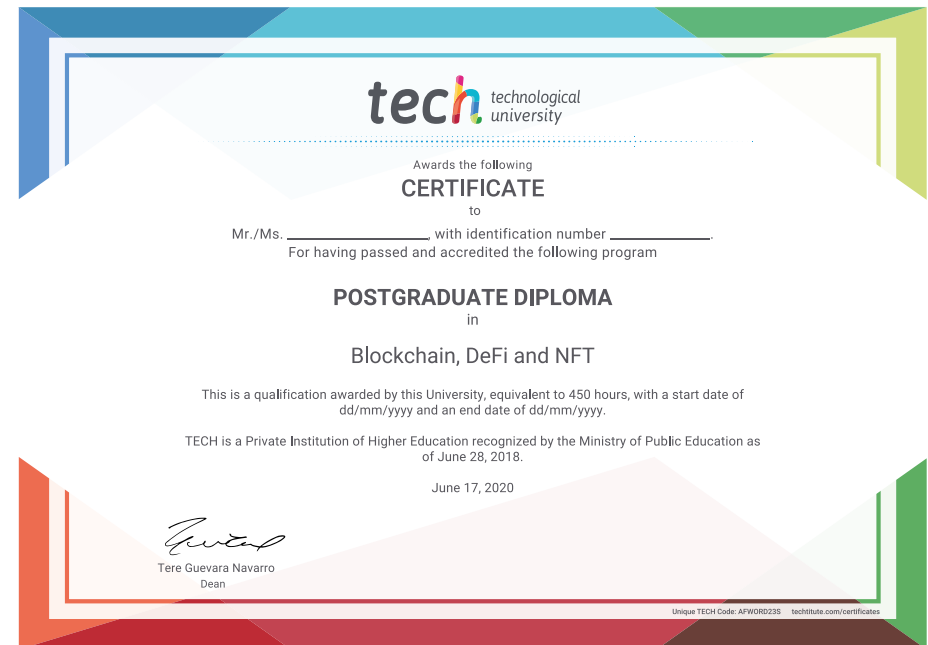 tech technological
university
Awards the following
CERTIFICATE
to
Mr./Ms. ____________________, with identification number ______________.
For having passed and accredited the following program
POSTGRADUATE DIPLOMA
in
Blockchain, DeFi and NFT
This is a qualification awarded by this University, equivalent to 450 hours, with a start date of
dd/mm/yyyy and an end date of dd/mm/yyyy.
TECH is a Private Institution of Higher Education recognized by the Ministry of Public Education as
of June 28, 2018.
June 17, 2020
Tere Guevara Navarro
Dean
Unique TECH Code: AFWORD23S techtitute.com/certificates